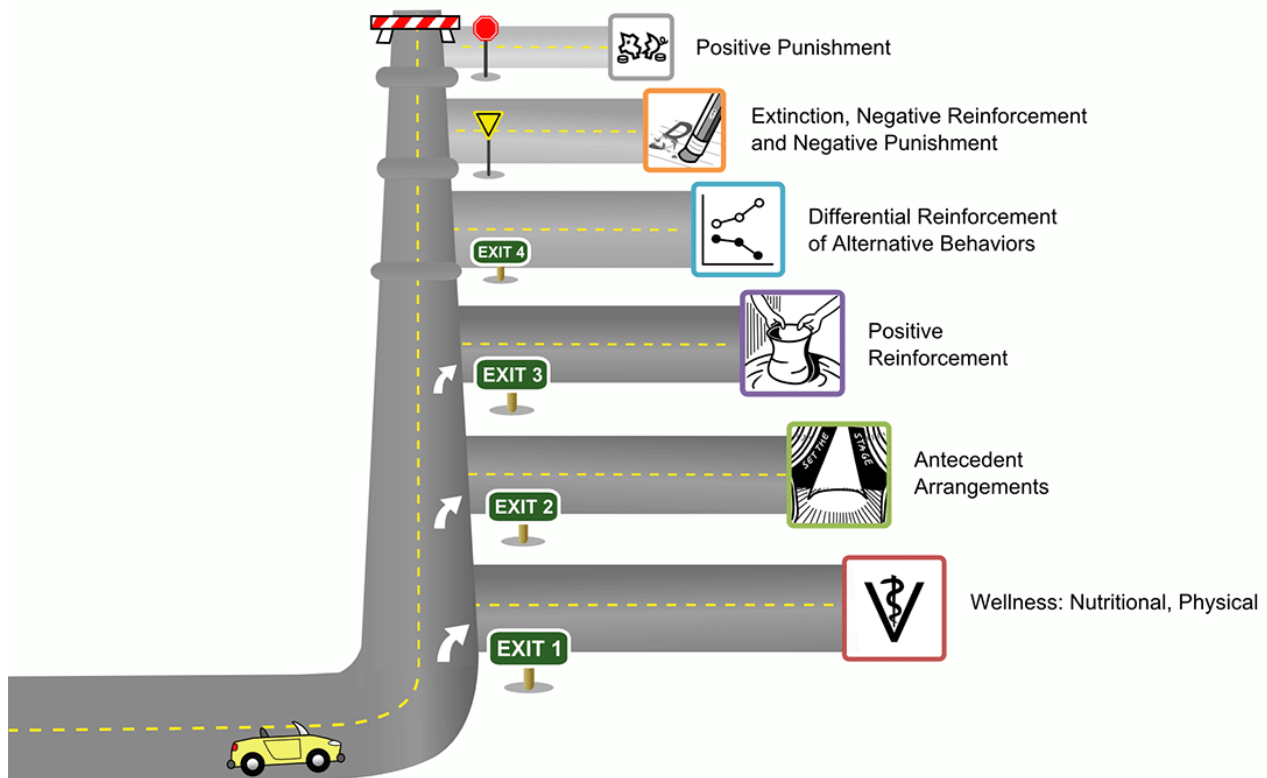 Positive Punishment
Extinction, Negative Reinforcement
and Negative Punishment
Differential Reinforcement
of Alternative Behaviors
EXIT 4
Positive
Reinforcement
EXIT 3
SET THE STAGE
Antecedent
Arrangements
EXIT 2
Wellness: Nutritional, Physical
EXIT 1